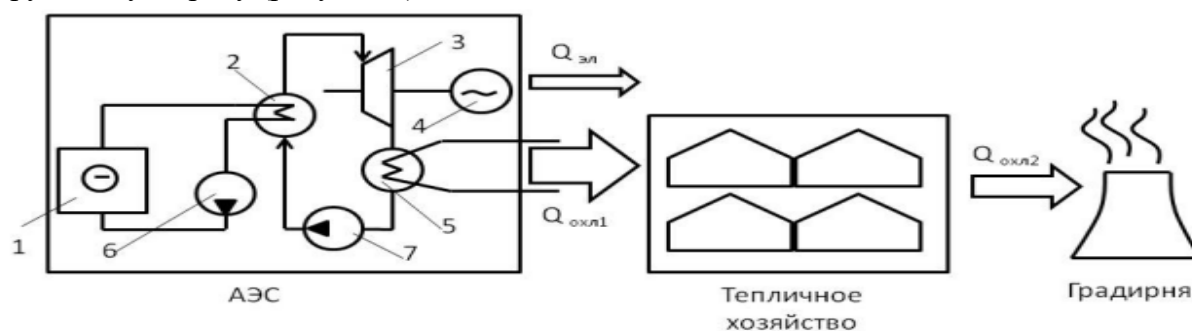 2
3
Q эл
4
1
6
7
5
Q охл1
Q охл2
АЭС
Тепличное
хозяйство
Градирня